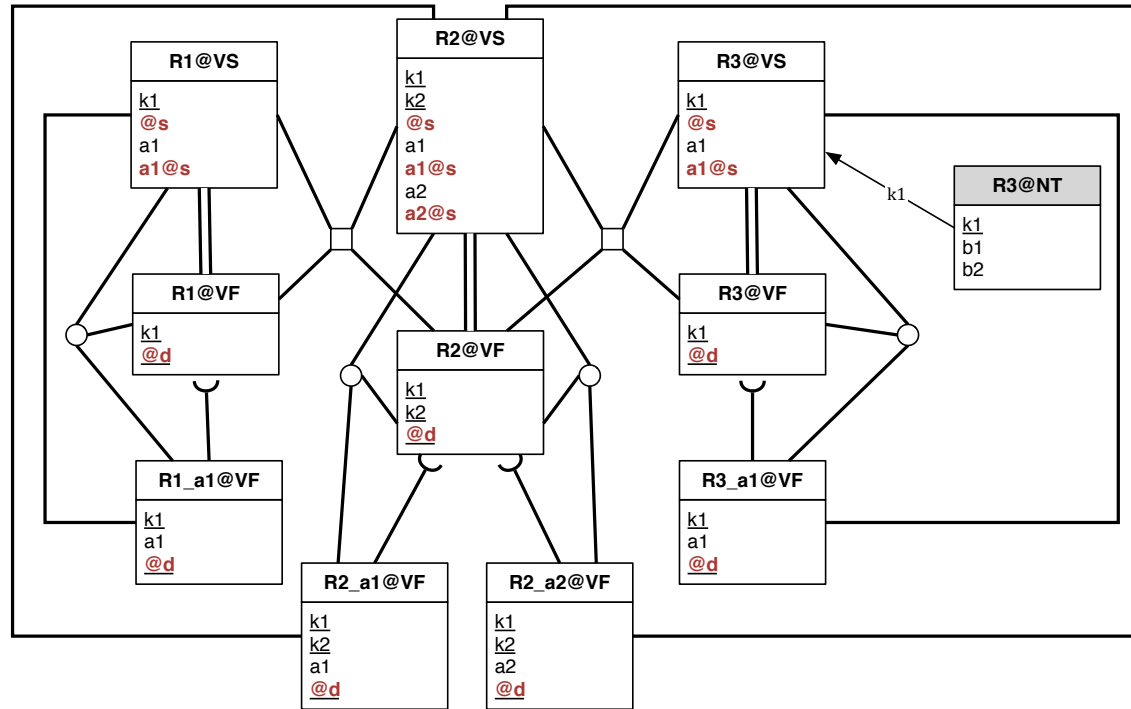 R1@VS
k1
@s
a1
a1@s
R2@VS
k1
k2
@s
a1
a1@s
a2
a2@s
R3@VS
k1
@s
a1
a1@s
k1
R3@NT
k1
b1
b2
R1@VF
k1
@d
R2@VF
k1
k2
@d
R3@VF
k1
@d
R1_a1@VF
k1
a1
@d
R2_a1@VF
k1
k2
a1
@d
R2_a2@VF
k1
k2
a2
@d
R3_a1@VF
k1
a1
@d